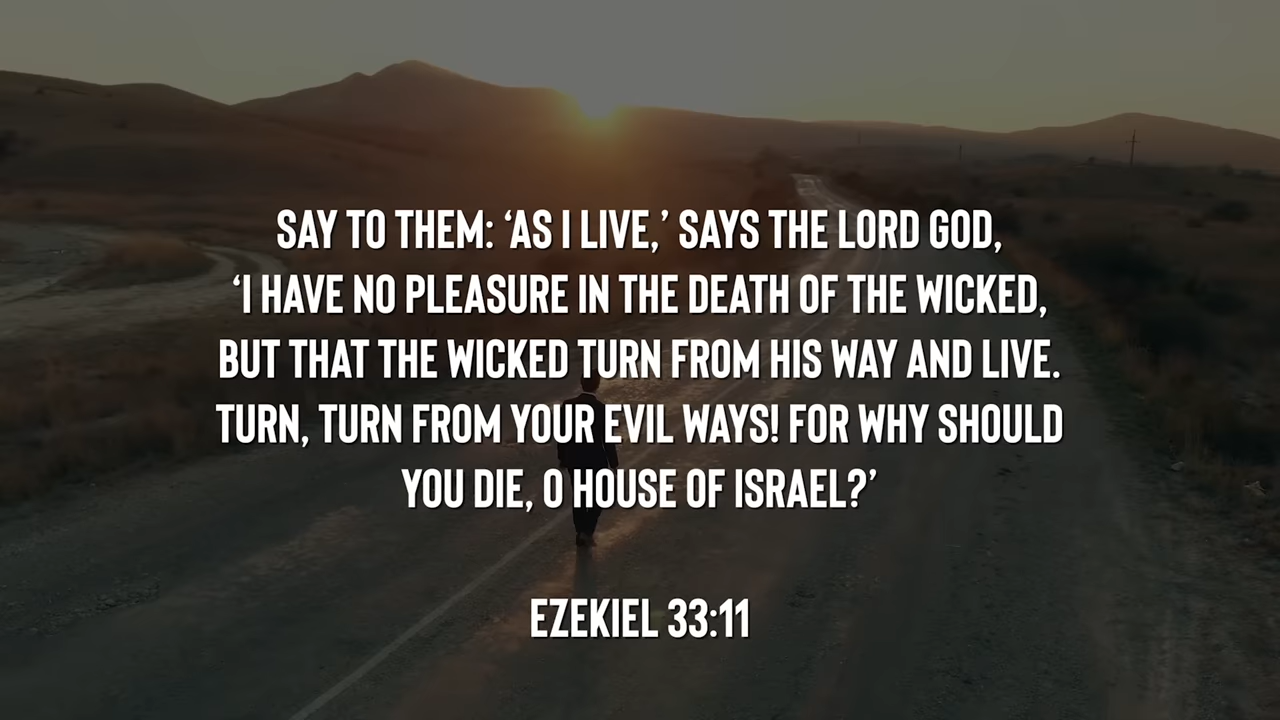 SAY TO THEM: ‘AS I LIVE,’ SAYS THE LORD GOD,
‘I HAVE NO PLEASURE IN THE DEATH OF THE WICKED,
BUT THAT THE WICKED TURN FROM HIS WAY AND LIVE.
TURN, TURN FROM YOUR EVIL WAYS! FOR WHY SHOULD
YOU DIE, O HOUSE OF ISRAEL?’
EZEKIEL 33:11